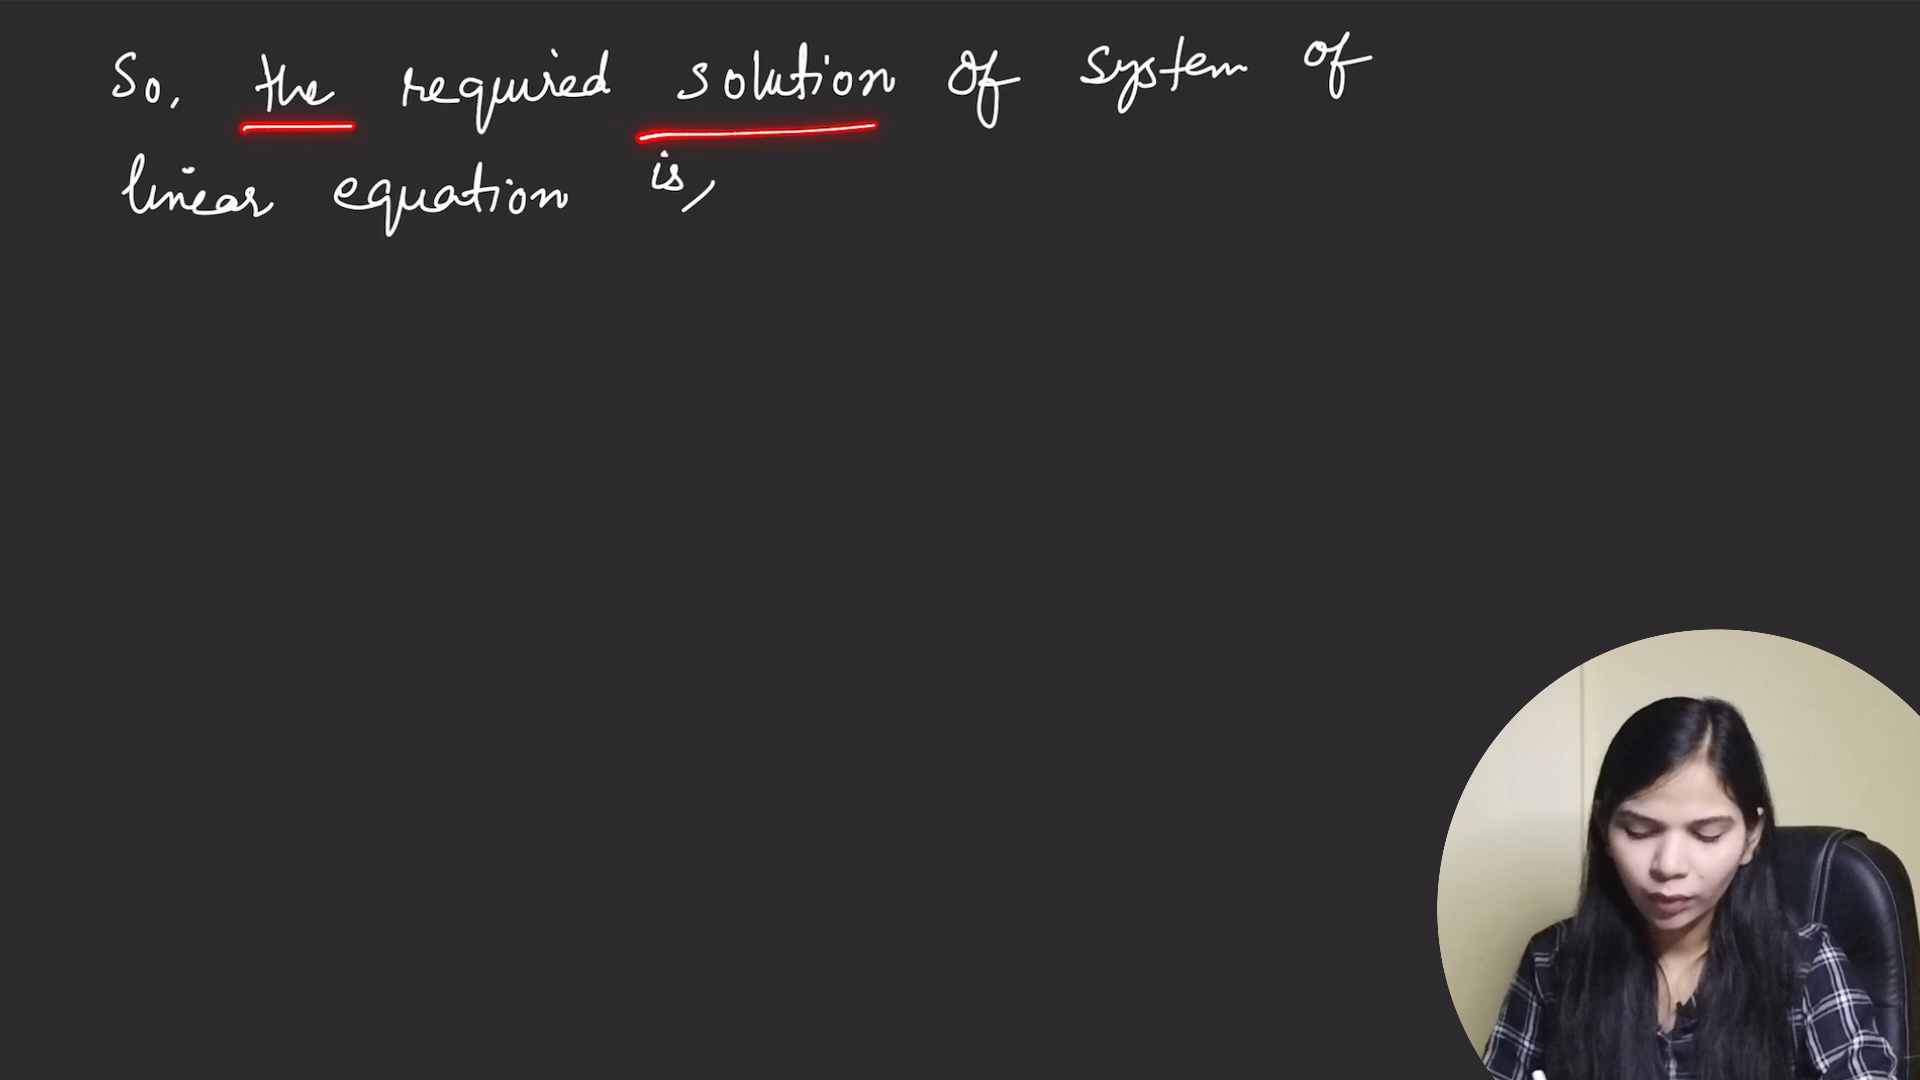 So, the required solution Of system of
linear equation is,